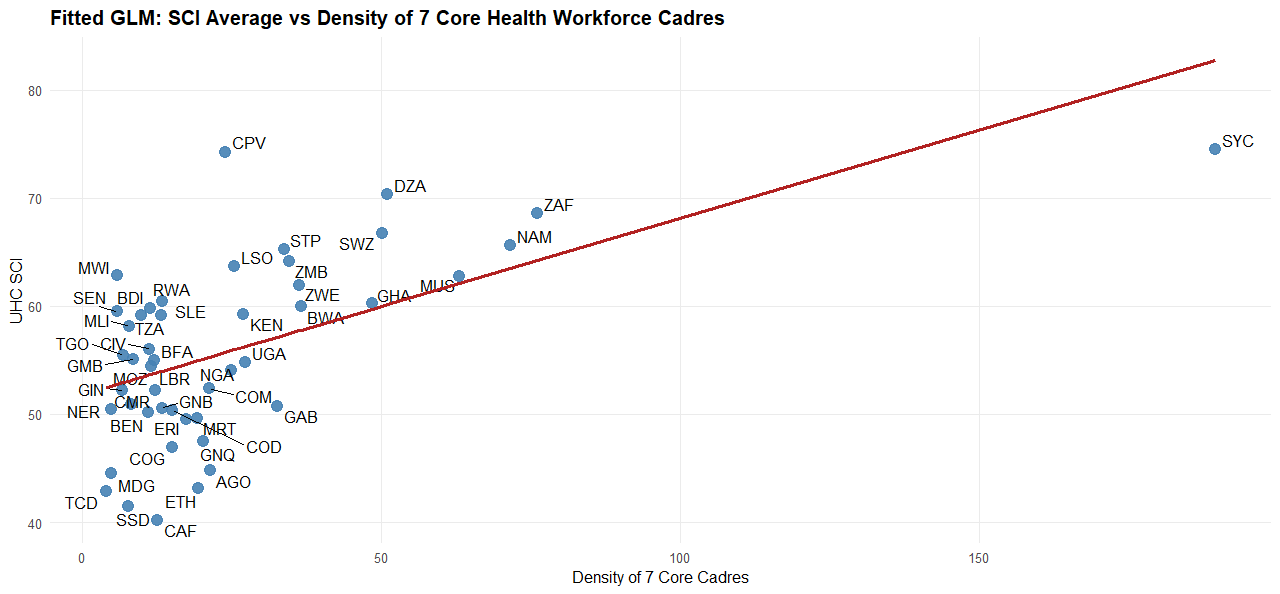 Fitted GLM: SCI Average vs Density of 7 Core Health Workforce Cadres
80
70
60
50
40
UHC SCI
CPV
SYC
DZA
ZAF
NAM
SWZ
STP
LSO
ZMB
MWI
MUS
RWA
ZWE
GHA
SEN
BDI
SLE
BWA
MLI
TZA
KEN
TGO
CIV
BFA
UGA
GMB
NGA
MOZ
LBR
GIN
COM
CMR
GNB
NER
GAB
BEN
ERI
MRT
COD
COG
GNQ
MDG
AGO
TCD
ETH
SSD
CAF
0
50
100
150
Density of 7 Core Cadres